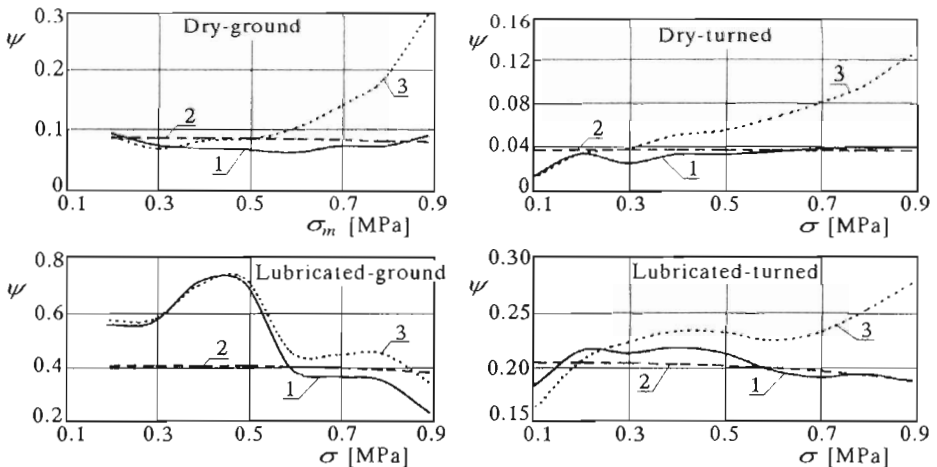 ψ
0.3
0.2
0.1
0
Dry-ground
2
1
3
0.1 0.3 0.5 0.7 0.9
σm [MPa]
ψ
0.16
0.12
0.08
0.04
0
Dry-turned
2
1
3
0.1 0.3 0.5 0.7 0.9
σ [MPa]
ψ
0.8
0.6
0.4
0.2
Lubricated-ground
2
1
3
0.1 0.3 0.5 0.7 0.9
σ [MPa]
ψ
0.30
0.25
0.20
0.15
Lubricated-turned
2
1
3
0.1 0.3 0.5 0.7 0.9
σ [MPa]